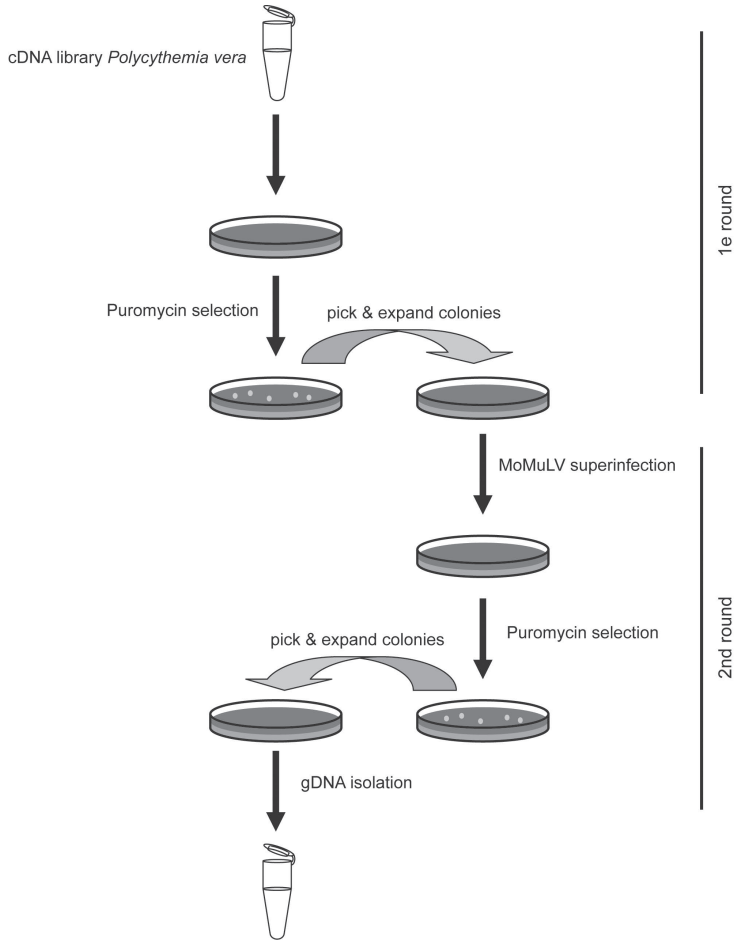 cDNA library Polycythemia vera
1e round
Puromycin selection
pick & expand colonies
MoMuLV superinfection
2nd round
Puromycin selection
pick & expand colonies
gDNA isolation